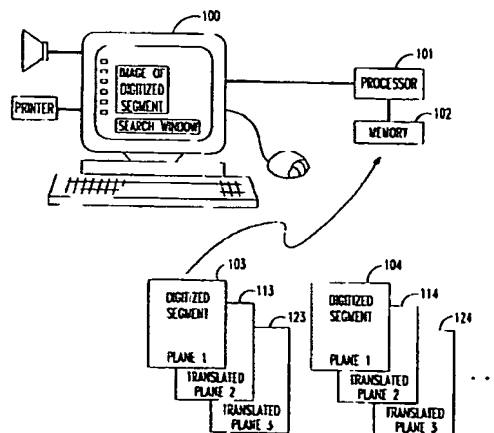 100
IMAGE OF
DIGITIZED
SEGMENT
SEARCH WINDOW
PRINTER
101
PROCESSOR
102
MEMORY
103
113
123
DIGITIZED
SEGMENT
PLANE 1
TRANSLATED
PLANE 2
TRANSLATED
PLANE 3
104
114
124
DIGITIZED
SEGMENT
PLANE 1
TRANSLATED
PLANE 2
TRANSLATED
PLANE 3